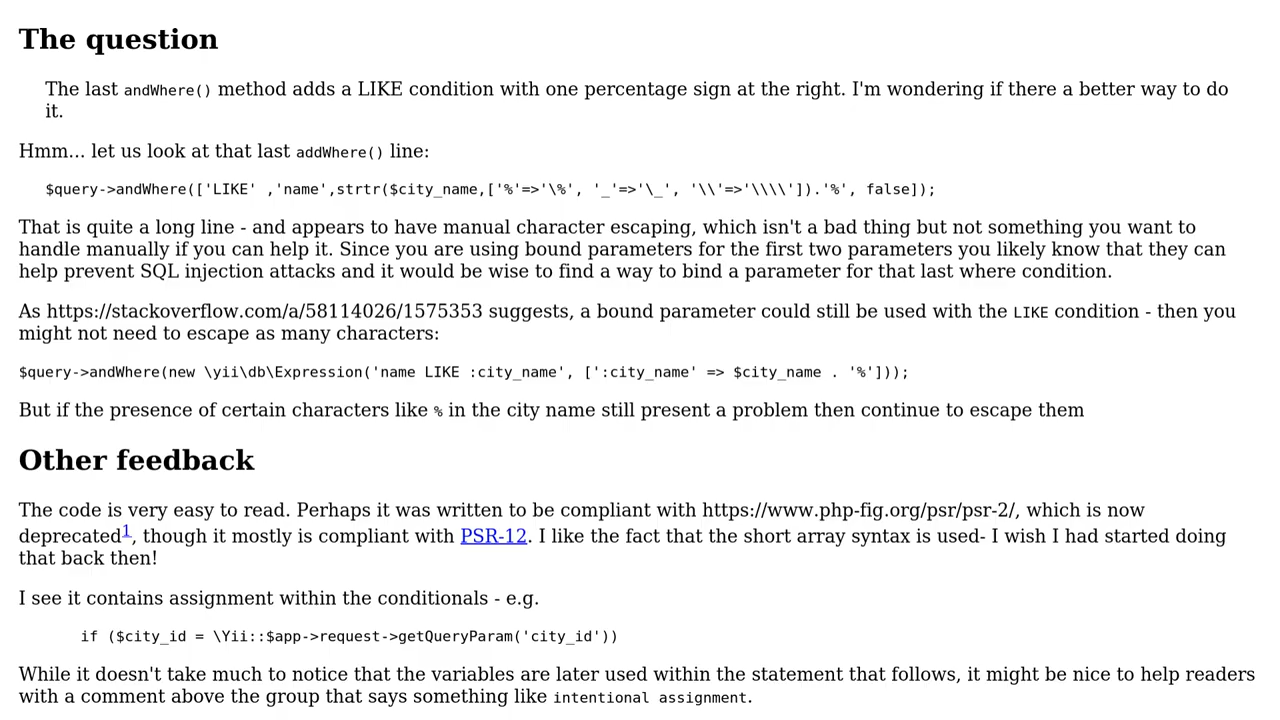 The question
The last andWhere() method adds a LIKE condition with one percentage sign at the right. I'm wondering if there a better way to do
it.
Hmm... let us look at that last addWhere() line:
$query->andWhere(['LIKE' ,'name',strtr($city_name,['%'=>'\%', '_'=>'\_', '\\'=>'\\\\']).'%', false]);
That is quite a long line - and appears to have manual character escaping, which isn't a bad thing but not something you want to
handle manually if you can help it. Since you are using bound parameters for the first two parameters you likely know that they can
help prevent SQL injection attacks and it would be wise to find a way to bind a parameter for that last where condition.
As https://stackoverflow.com/a/58114026/1575353 suggests, a bound parameter could still be used with the LIKE condition - then you
might not need to escape as many characters:
$query->andWhere(new \yii\db\Expression('name LIKE :city_name', [':city_name' => $city_name . '%']));
But if the presence of certain characters like % in the city name still present a problem then continue to escape them
Other feedback
The code is very easy to read. Perhaps it was written to be compliant with https://www.php-fig.org/psr/psr-2/, which is now
deprecated1, though it mostly is compliant with PSR-12. I like the fact that the short array syntax is used- I wish I had started doing
that back then!
I see it contains assignment within the conditionals - e.g.
if ($city_id = \Yii::$app->request->getQueryParam('city_id'))
While it doesn't take much to notice that the variables are later used within the statement that follows, it might be nice to help readers
with a comment above the group that says something like intentional assignment.